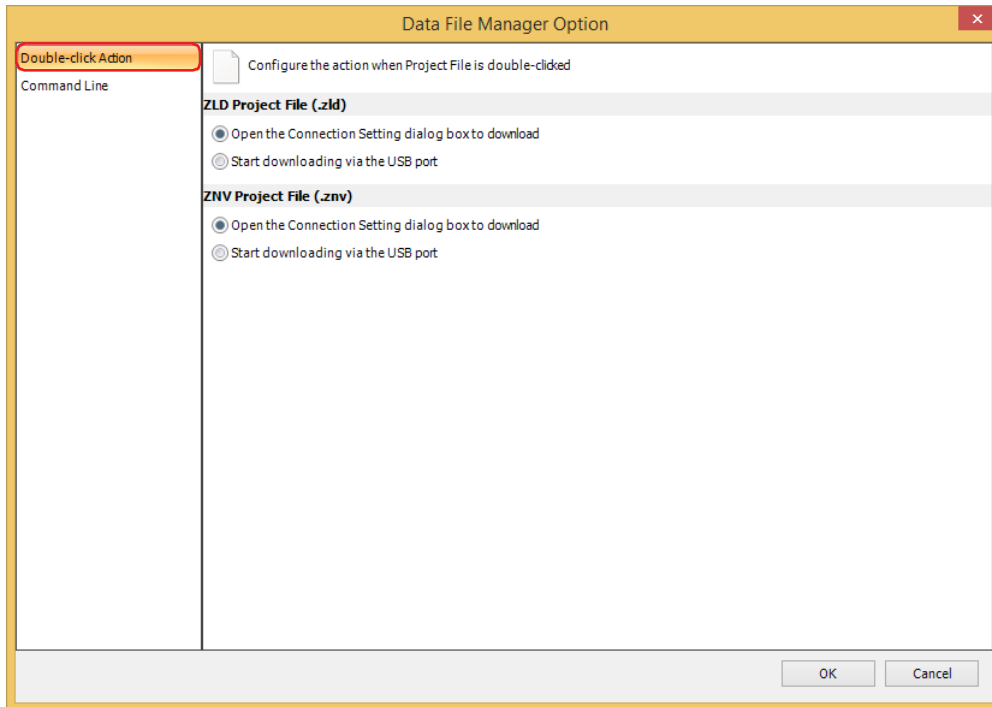 Data File Manager Option
Double-click Action
Command Line
Configure the action when Project File is double-clicked
ZLD Project File (.zld)
Open the Connection Setting dialog box to download
Start downloading via the USB port
ZNV Project File (.znv)
Open the Connection Setting dialog box to download
Start downloading via the USB port
OK
Cancel